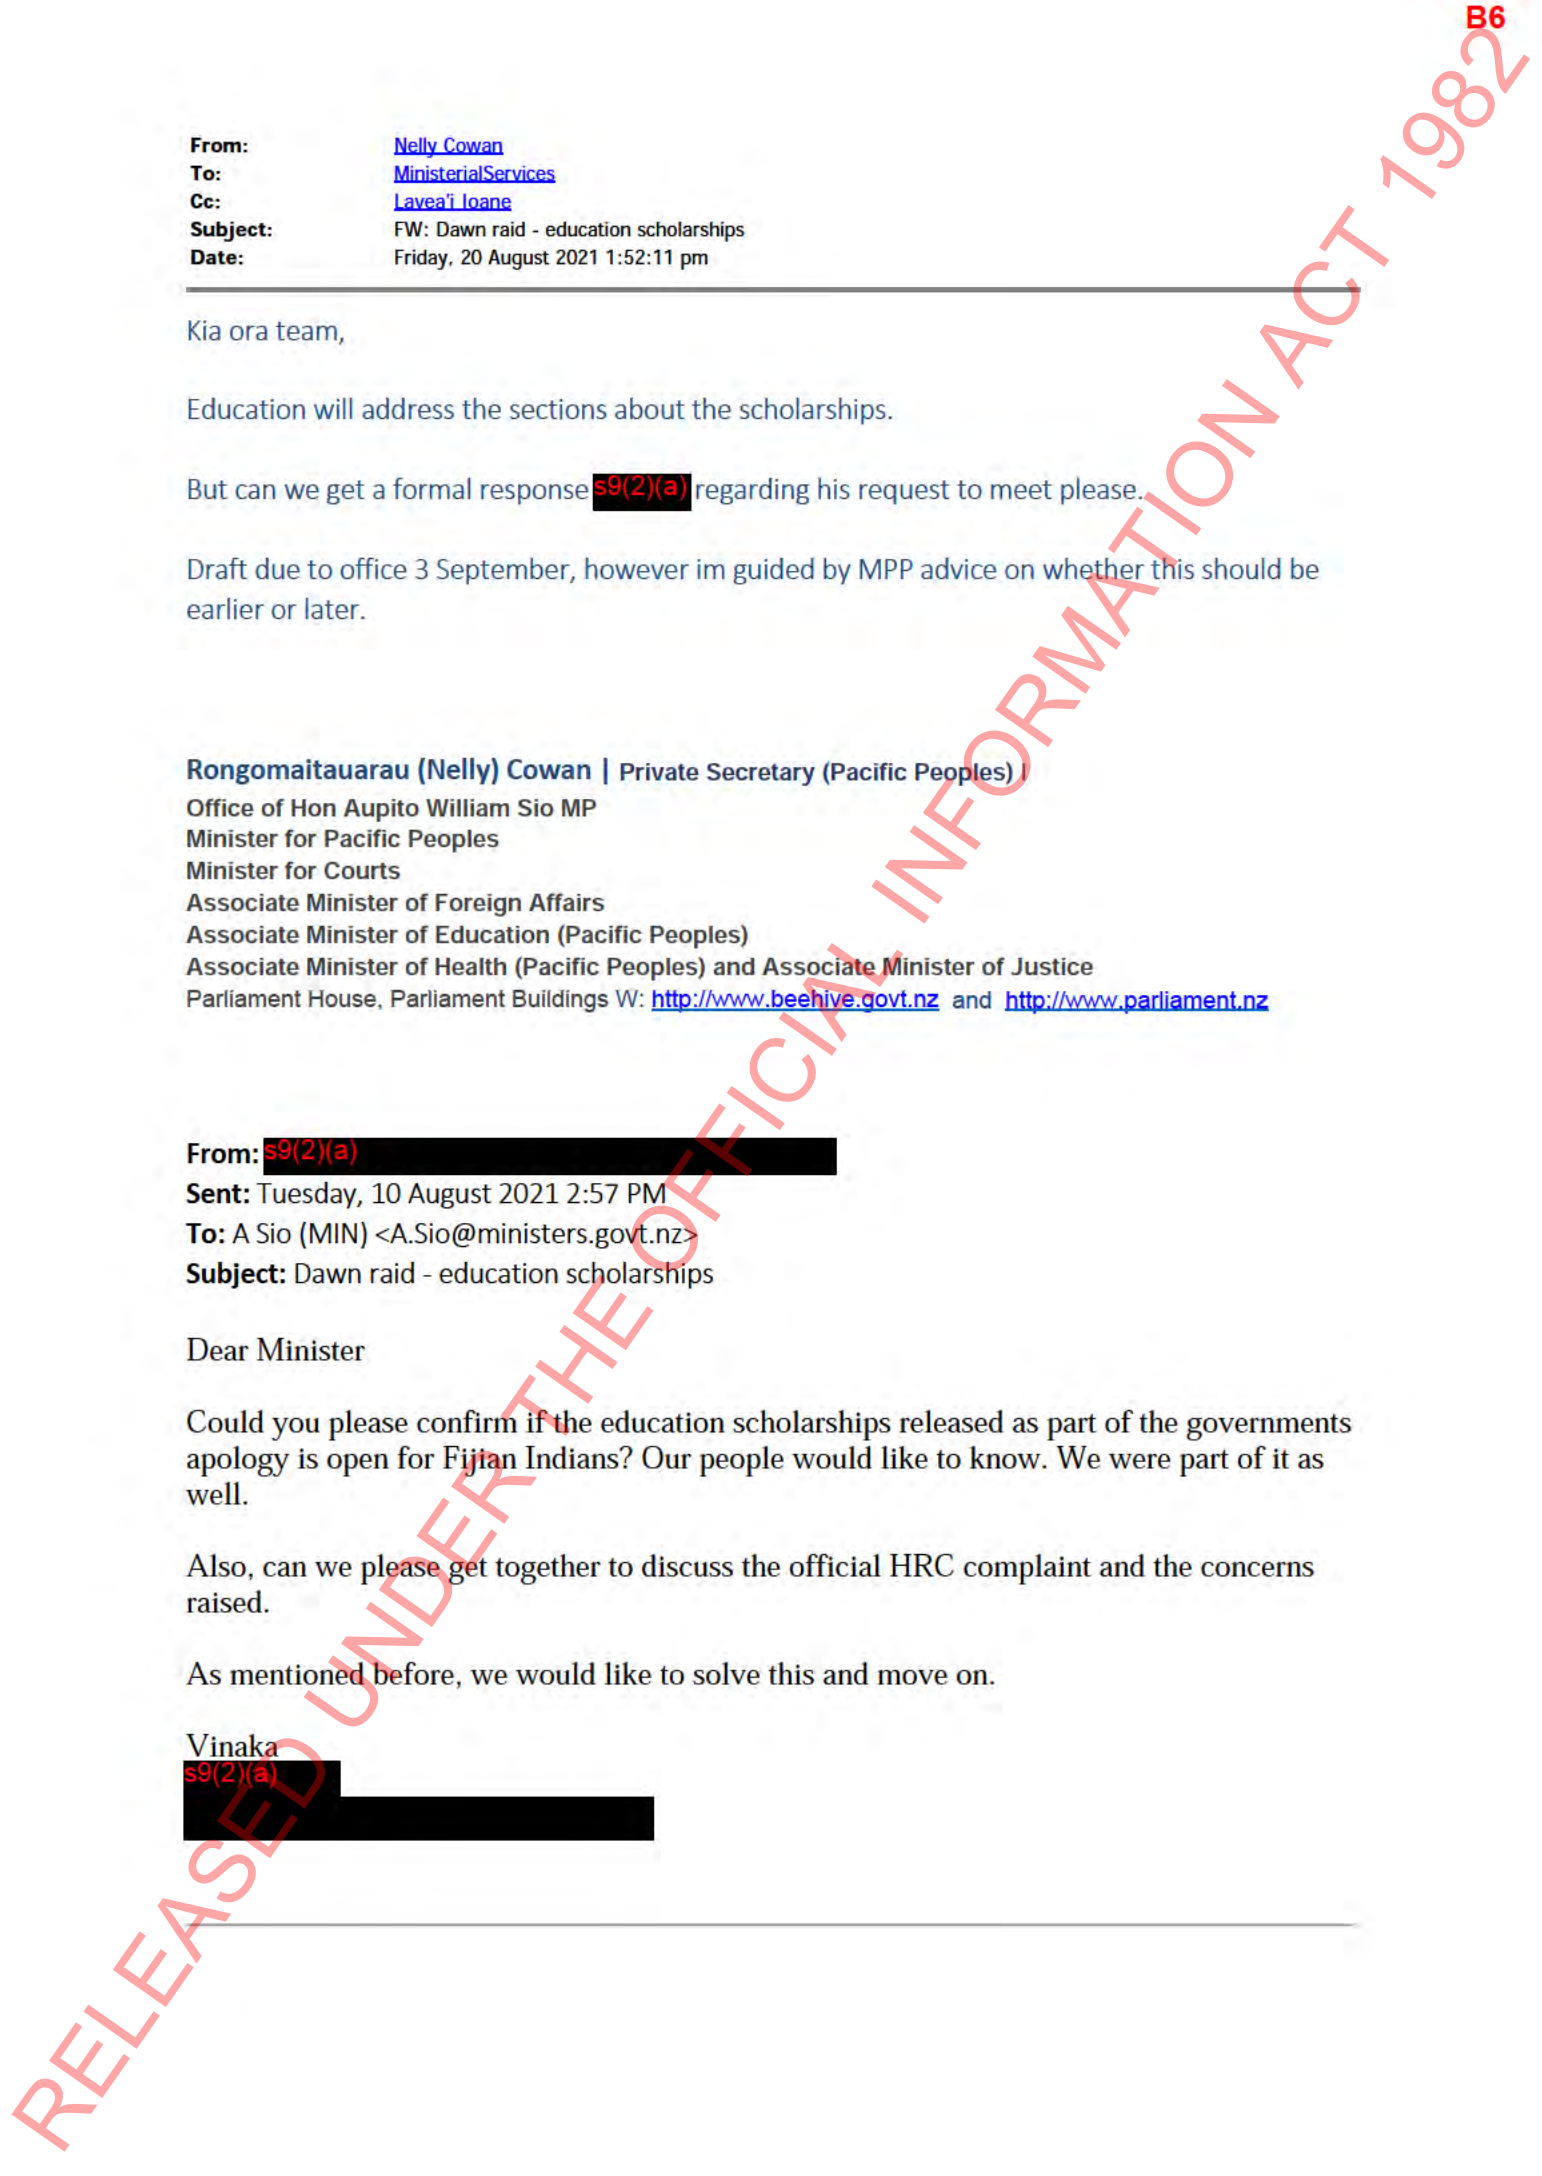 B6
From: Nelly Cowan
To: MinisterialServices
Cc: Lavea'i Ioane
Subject: FW: Dawn raid - education scholarships
Date: Friday, 20 August 2021 1:52:11 pm
Kia ora team,
Education will address the sections about the scholarships.
But can we get a formal response s9(2)(a) regarding his request to meet please.
Draft due to office 3 September, however im guided by MPP advice on whether this should be
earlier or later.
Rongomaitauarau (Nelly) Cowan | Private Secretary (Pacific Peoples) |
Office of Hon Aupito William Sio MP
Minister for Pacific Peoples
Minister for Courts
Associate Minister of Foreign Affairs
Associate Minister of Education (Pacific Peoples)
Associate Minister of Health (Pacific Peoples) and Associate Minister of Justice
Parliament House, Parliament Buildings W: http://www.beehive.govt.nz and http://www.parliament.nz
From: s9(2)(a)
Sent: Tuesday, 10 August 2021 2:57 PM
To: A Sio (MIN) <A.Sio@ministers.govt.nz>
Subject: Dawn raid - education scholarships
Dear Minister
Could you please confirm if the education scholarships released as part of the governments
apology is open for Fijian Indians? Our people would like to know. We were part of it as
well.
Also, can we please get together to discuss the official HRC complaint and the concerns
raised.
As mentioned before, we would like to solve this and move on.
Vinaka
s9(2)(a)
RELEASED UNDER THE OFFICIAL INFORMATION ACT 1982